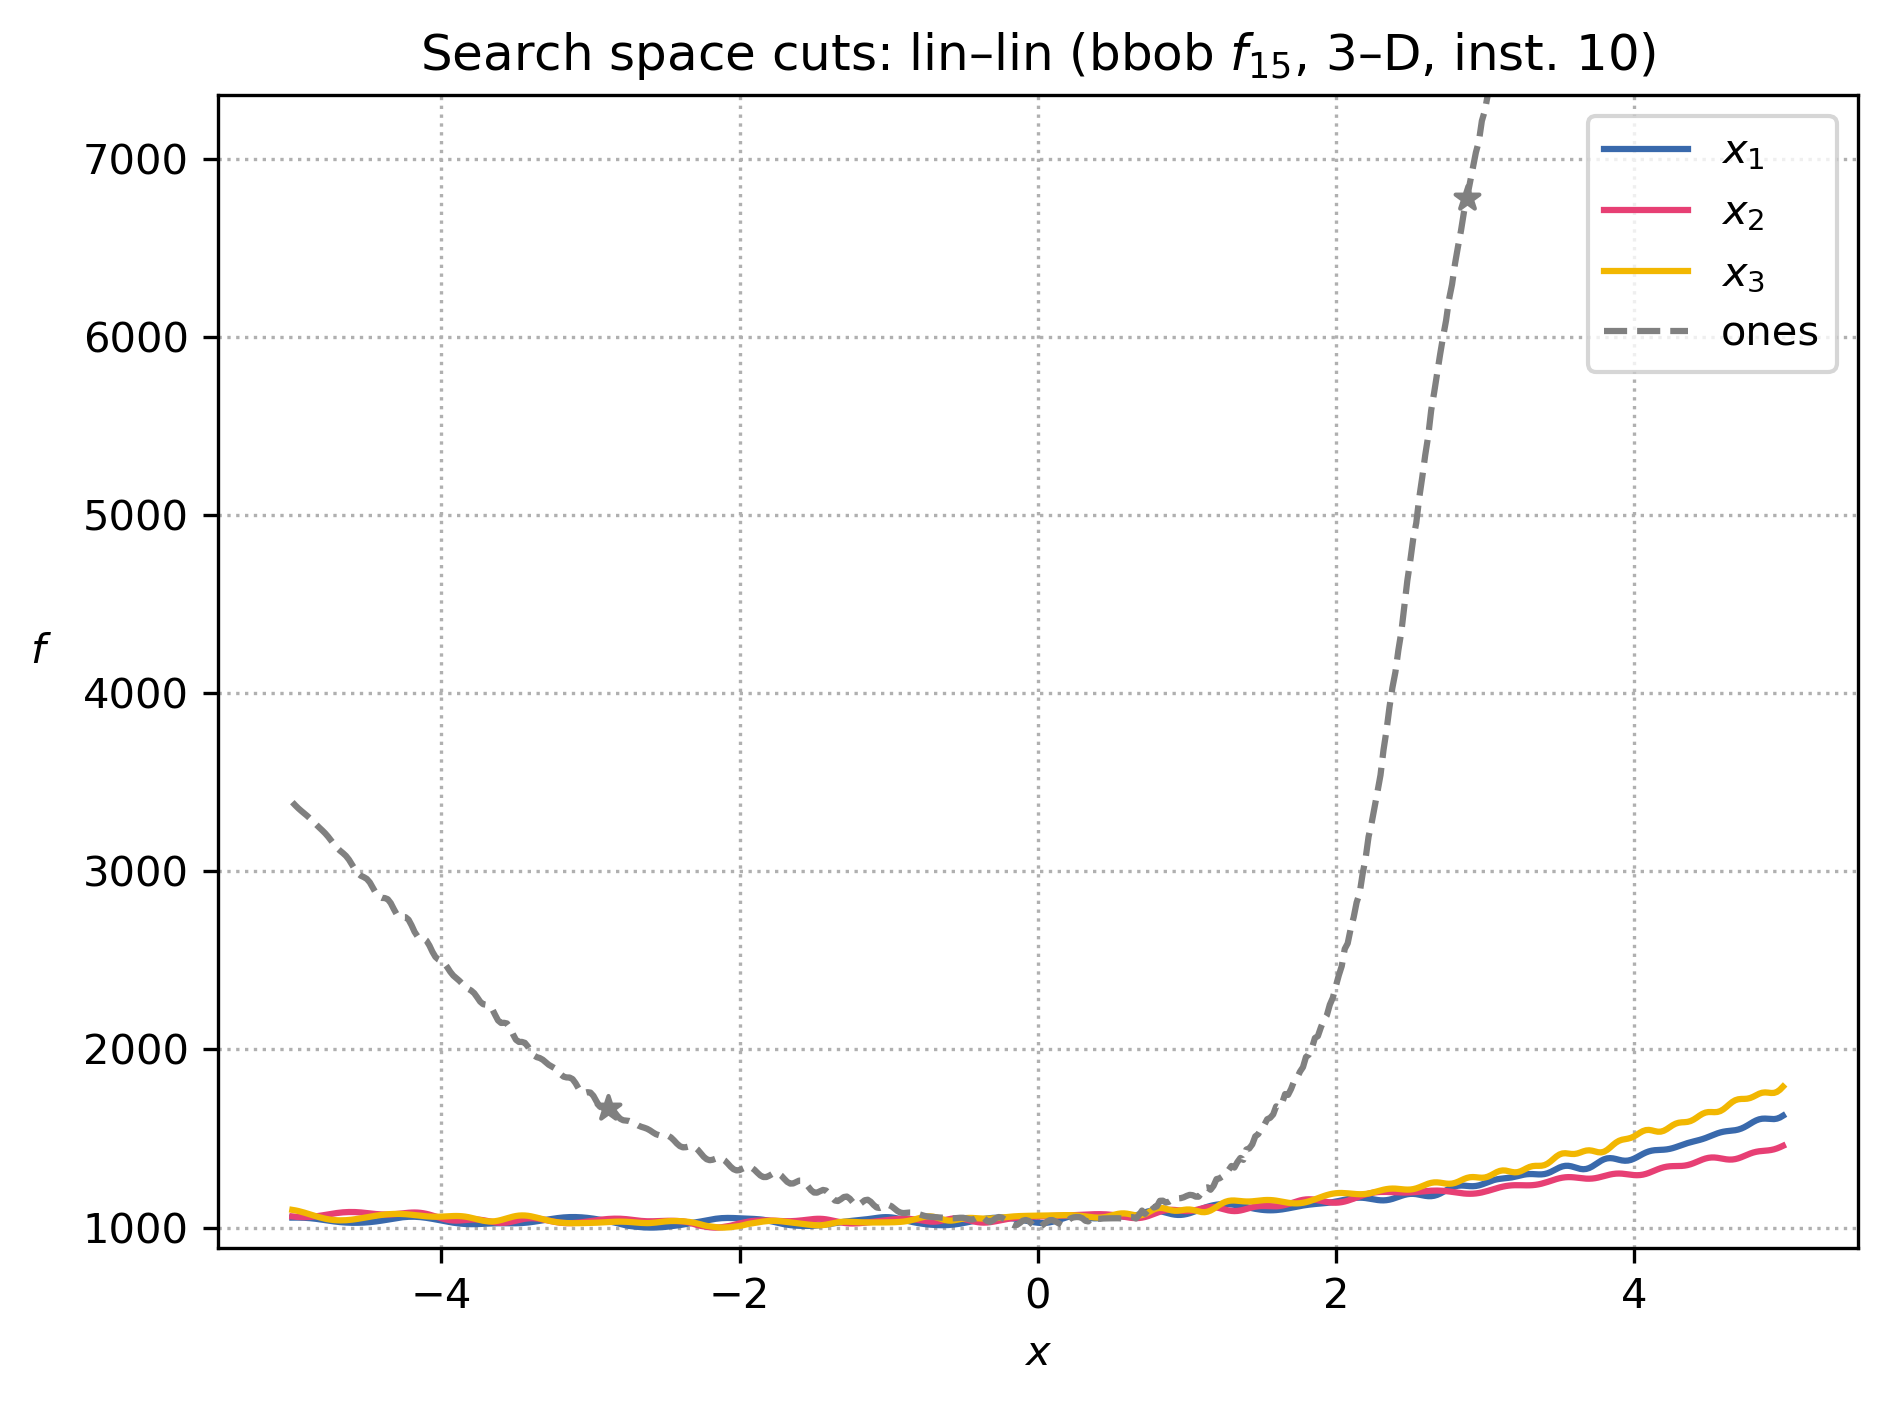 Search space cuts: lin–lin (bbob f15, 3–D, inst. 10)
7000
6000
5000
4000
3000
2000
1000
f
x1
x2
x3
ones
−4
−2
0
2
4
x